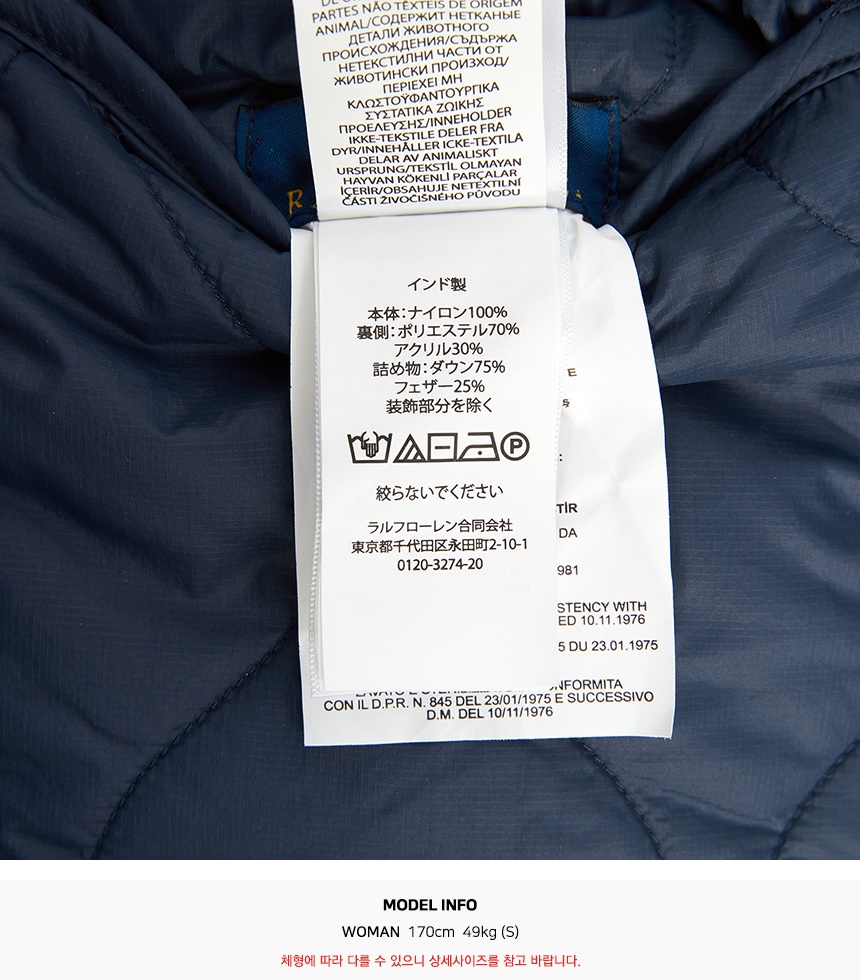 PARTES NÃO TÊXTEIS DE ORIGEM
ANIMAL/СОДЕРЖИТ НЕТКАНЫЕ
ДЕТАЛИ ЖИВОТНОГО
ПРОИСХОЖДЕНИЯ/СЪДЪРЖА
НЕТЕКСТИЛНИ ЧАСТИ ОТ
ЖИВОТИНСКИ ПРОИЗХОД/
ΠΕΡΙΕΧΕΙ ΜΗ
ΚΛΩΣΤΟΫΦΑΝΤΟΥΡΓΙΚΑ
ΣΥΣΤΑΤΙΚΑ ΖΩΙΚΗΣ
ΠΡΟΕΛΕΥΣΗΣ/INNEHOLDER
IKKE-TEKSTILE DELER FRA
DYR/INNEHÅLLER ICKE-TEXTILA
DELAR AV ANIMALISKT
URSPRUNG/TEKSTİL OLMAYAN
HAYVAN KÖKENLİ PARÇALAR
İÇERİR/OBSAHUJE NETEXTILNÍ
ČÁSTI ŽIVOČIŠNÉHO PŮVODU
R
インド製
本体:ナイロン100%
裏側:ポリエステル70%
アクリル30%
詰め物:ダウン75%
フェザー25%
装飾部分を除く
P
絞らないでください
ラルフローレン合同会社
東京都千代田区永田町2-10-1
0120-3274-20
E
TİR
DA
981
STENCY WITH
ED 10.11.1976
5 DU 23.01.1975
ONFORMITA
CON IL D.P.R. N. 845 DEL 23/01/1975 E SUCCESSIVO
D.M. DEL 10/11/1976
MODEL INFO
WOMAN 170cm 49kg (S)
체형에 따라 다를 수 있으니 상세사이즈를 참고 바랍니다.